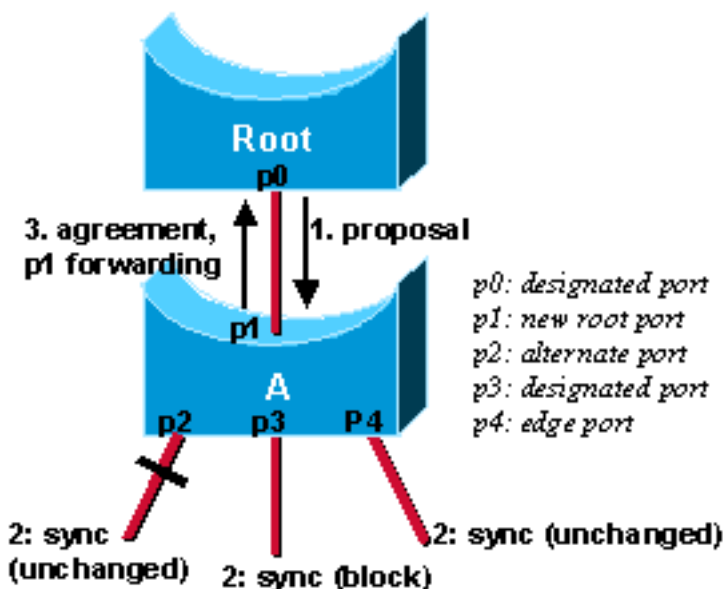 Root
p0
3. agreement,
p1 forwarding
1. proposal
p1
A
p2
p3
P4
p0: designated port
p1: new root port
p2: alternate port
p3: designated port
p4: edge port
2: sync
(unchanged)
2: sync (block)
2: sync (unchanged)